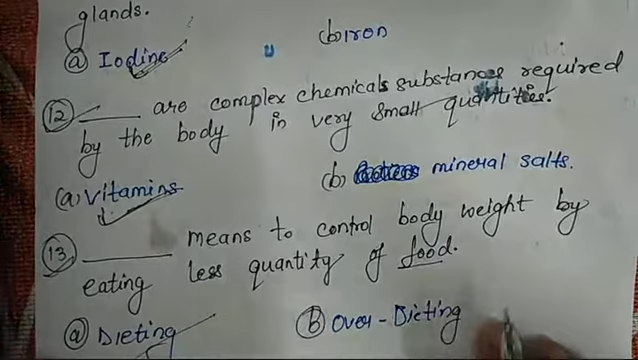 glands.
(a) Iodine (b) iron
(12) ____ are complex chemicals substances required
by the body in very small quantities.
(a) Vitamins (b) mineral salts.
(13) ____ means to control body weight by
eating less quantity of food.
(a) Dieting (b) Over-Dieting